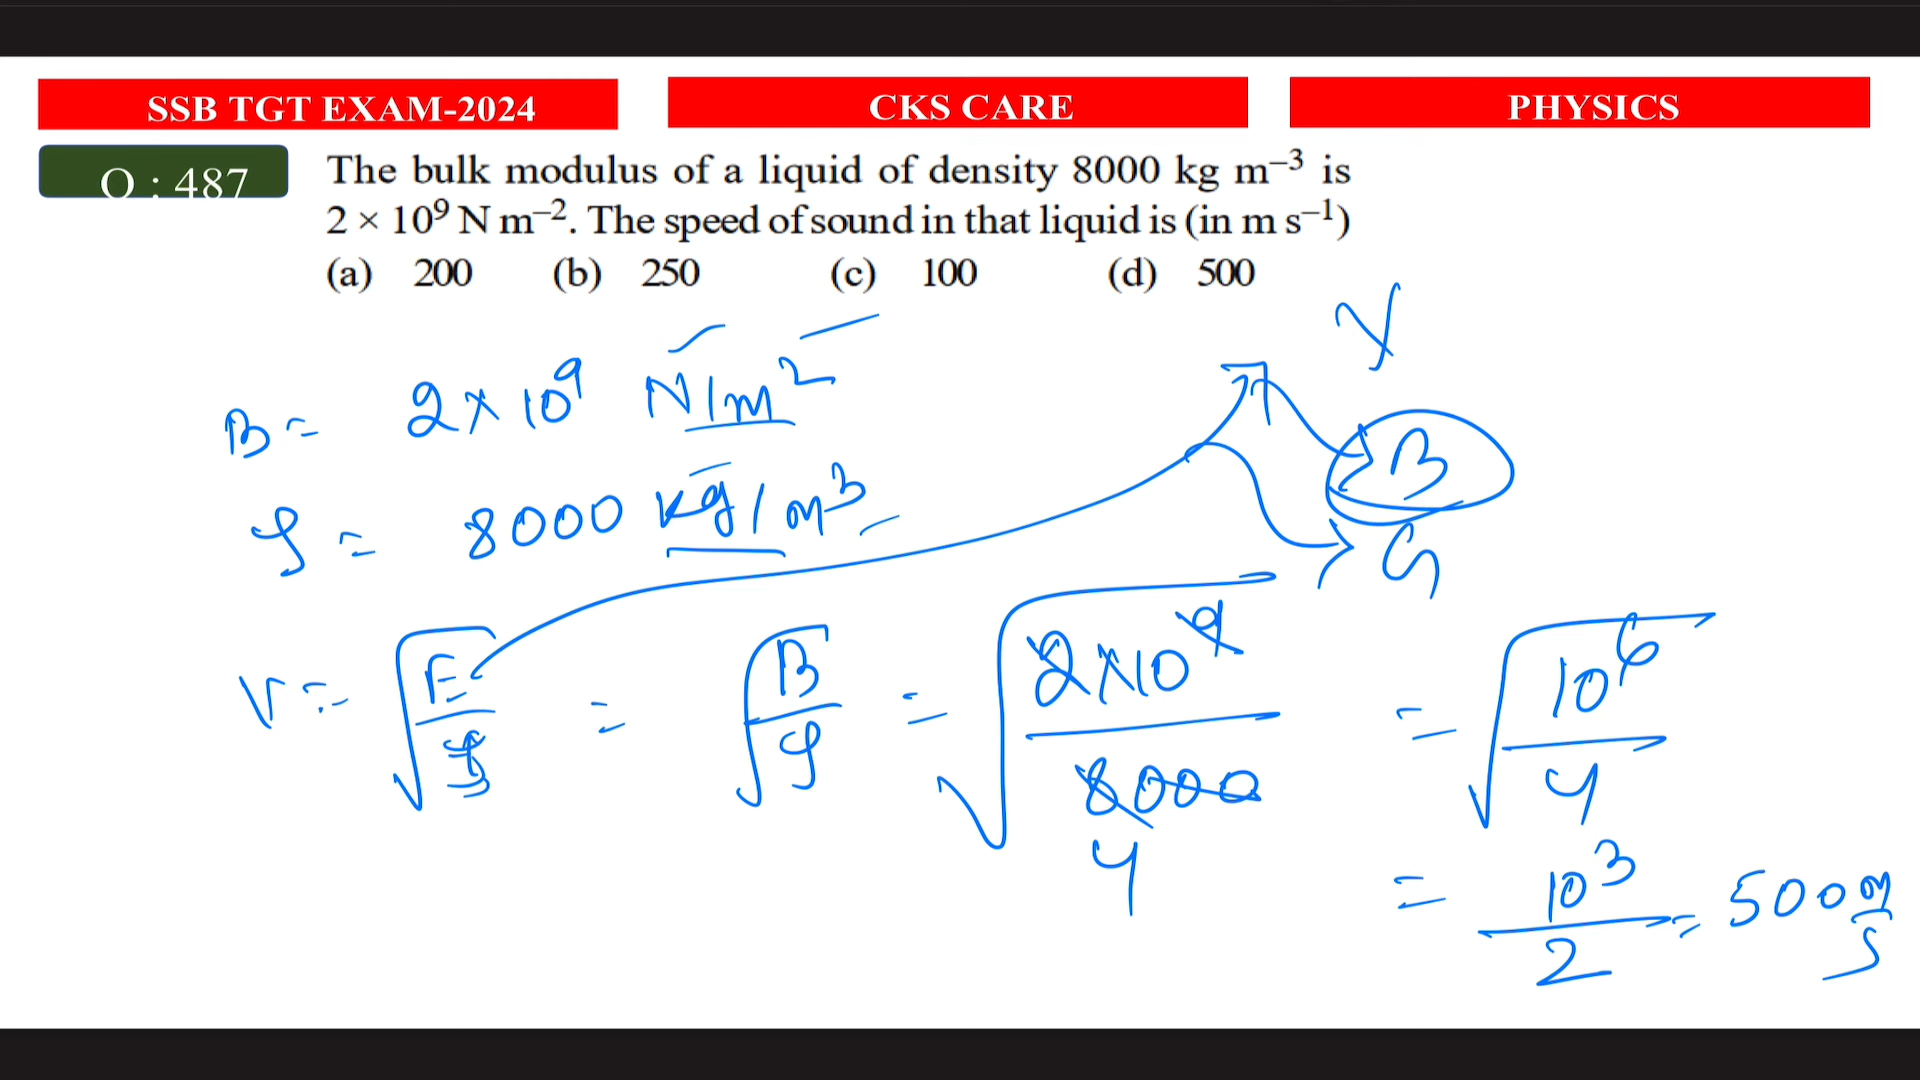 SSB TGT EXAM-2024
CKS CARE
PHYSICS
Q : 487
The bulk modulus of a liquid of density 8000 kg m⁻³ is
2 × 10⁹ N m⁻². The speed of sound in that liquid is (in m s⁻¹)
(a) 200 (b) 250 (c) 100 (d) 500
B = 2 × 10⁹ N/m²
ρ = 8000 kg/m³
Y
B
G
V = √(E/ρ) = √(B/ρ) = √(2×10⁹/8000) = √(10⁶/4)
4
= 10³/2 = 500 m/s